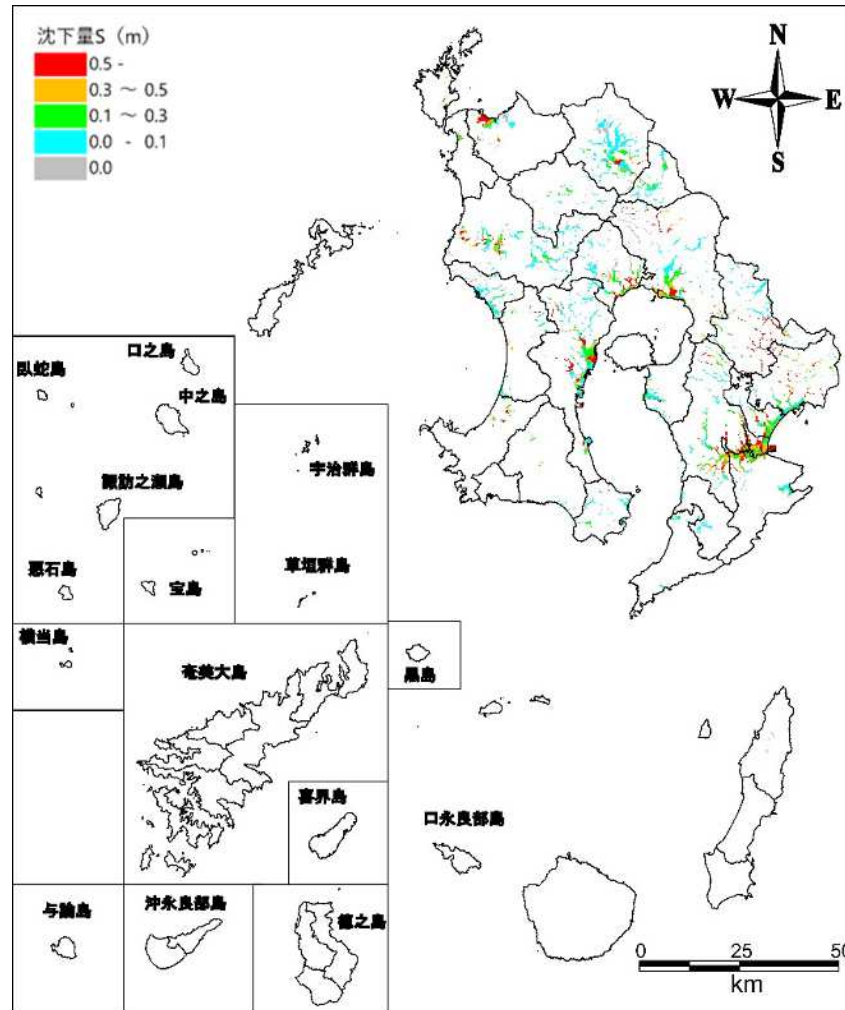 沈下量S（m）
0.5 -
0.3 ～ 0.5
0.1 ～ 0.3
0.0 - 0.1
0.0
N
W E
S
口之島
臥蛇島
中之島
宇治群島
諏訪之瀬島
草垣群島
悪石島
宝島
横当島
奄美大島
黒島
喜界島
口永良部島
与論島
沖永良部島
徳之島
0 25 50
km